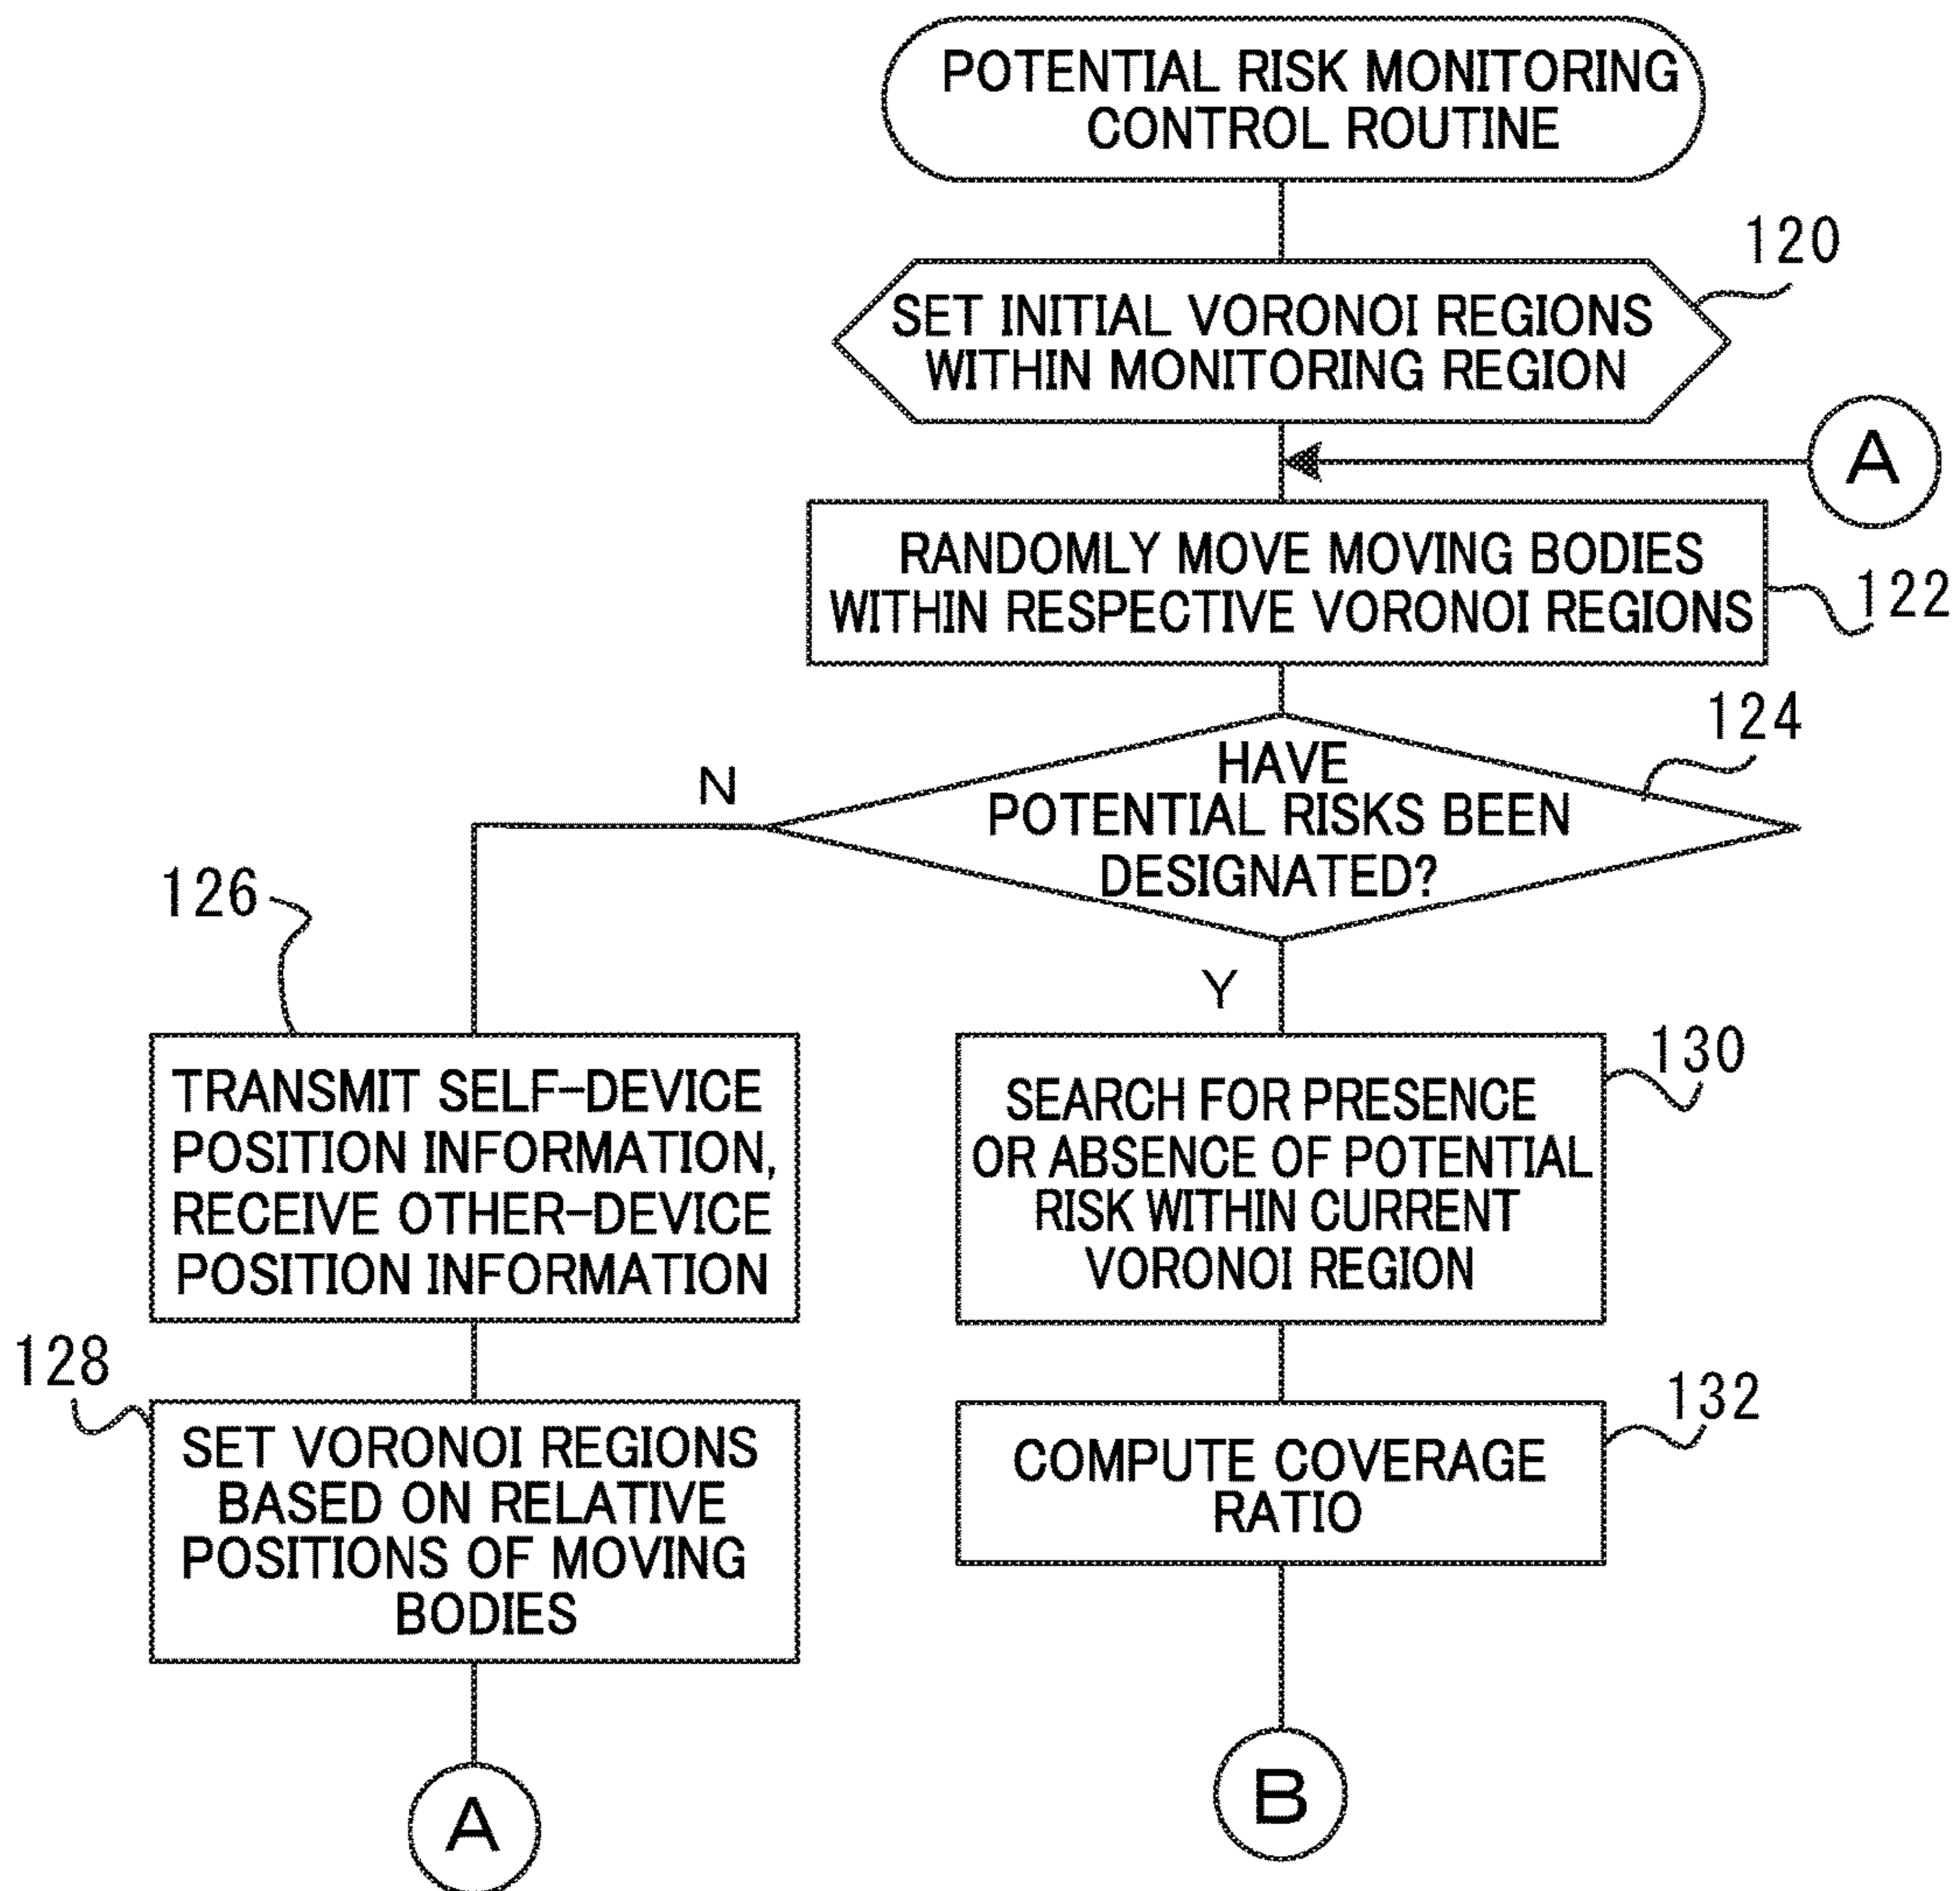 POTENTIAL RISK MONITORING
CONTROL ROUTINE
120
SET INITIAL VORONOI REGIONS
WITHIN MONITORING REGION
A
RANDOMLY MOVE MOVING BODIES
WITHIN RESPECTIVE VORONOI REGIONS
122
124
HAVE
POTENTIAL RISKS BEEN
DESIGNATED?
N
Y
126
TRANSMIT SELF-DEVICE
POSITION INFORMATION,
RECEIVE OTHER-DEVICE
POSITION INFORMATION
130
SEARCH FOR PRESENCE
OR ABSENCE OF POTENTIAL
RISK WITHIN CURRENT
VORONOI REGION
128
SET VORONOI REGIONS
BASED ON RELATIVE
POSITIONS OF MOVING
BODIES
132
COMPUTE COVERAGE
RATIO
A
B